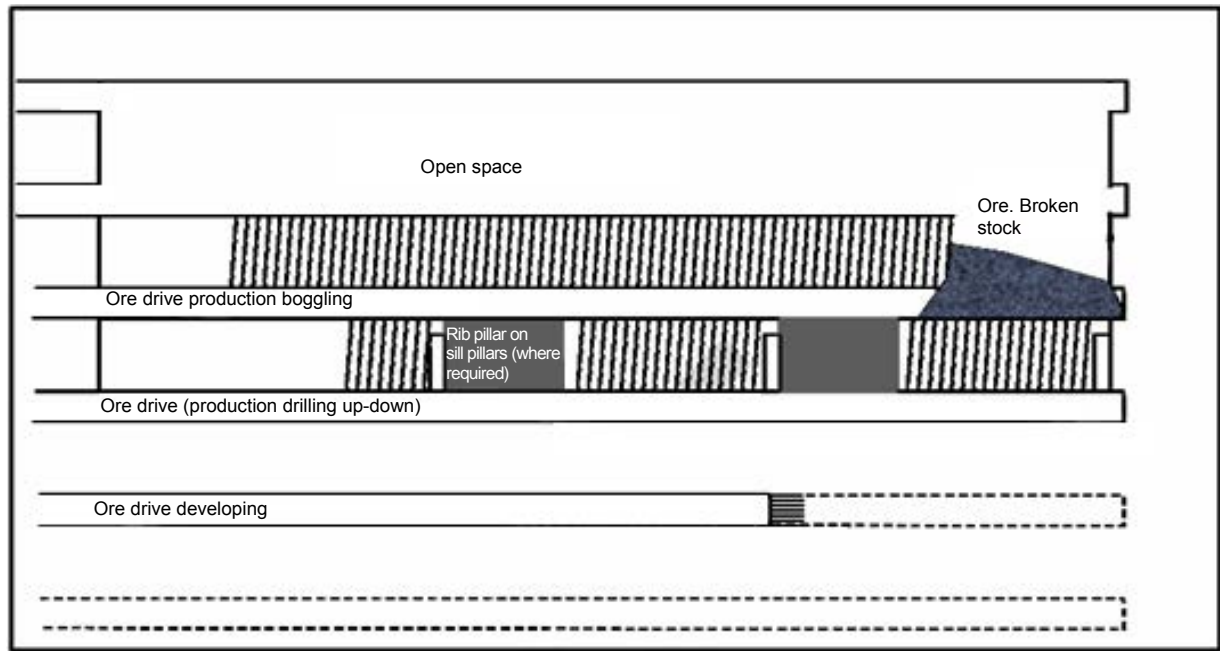 Open space
Ore. Broken
stock
Ore drive production boggling
Rib pillar on
sill pillars (where
required)
Ore drive (production drilling up-down)
Ore drive developing